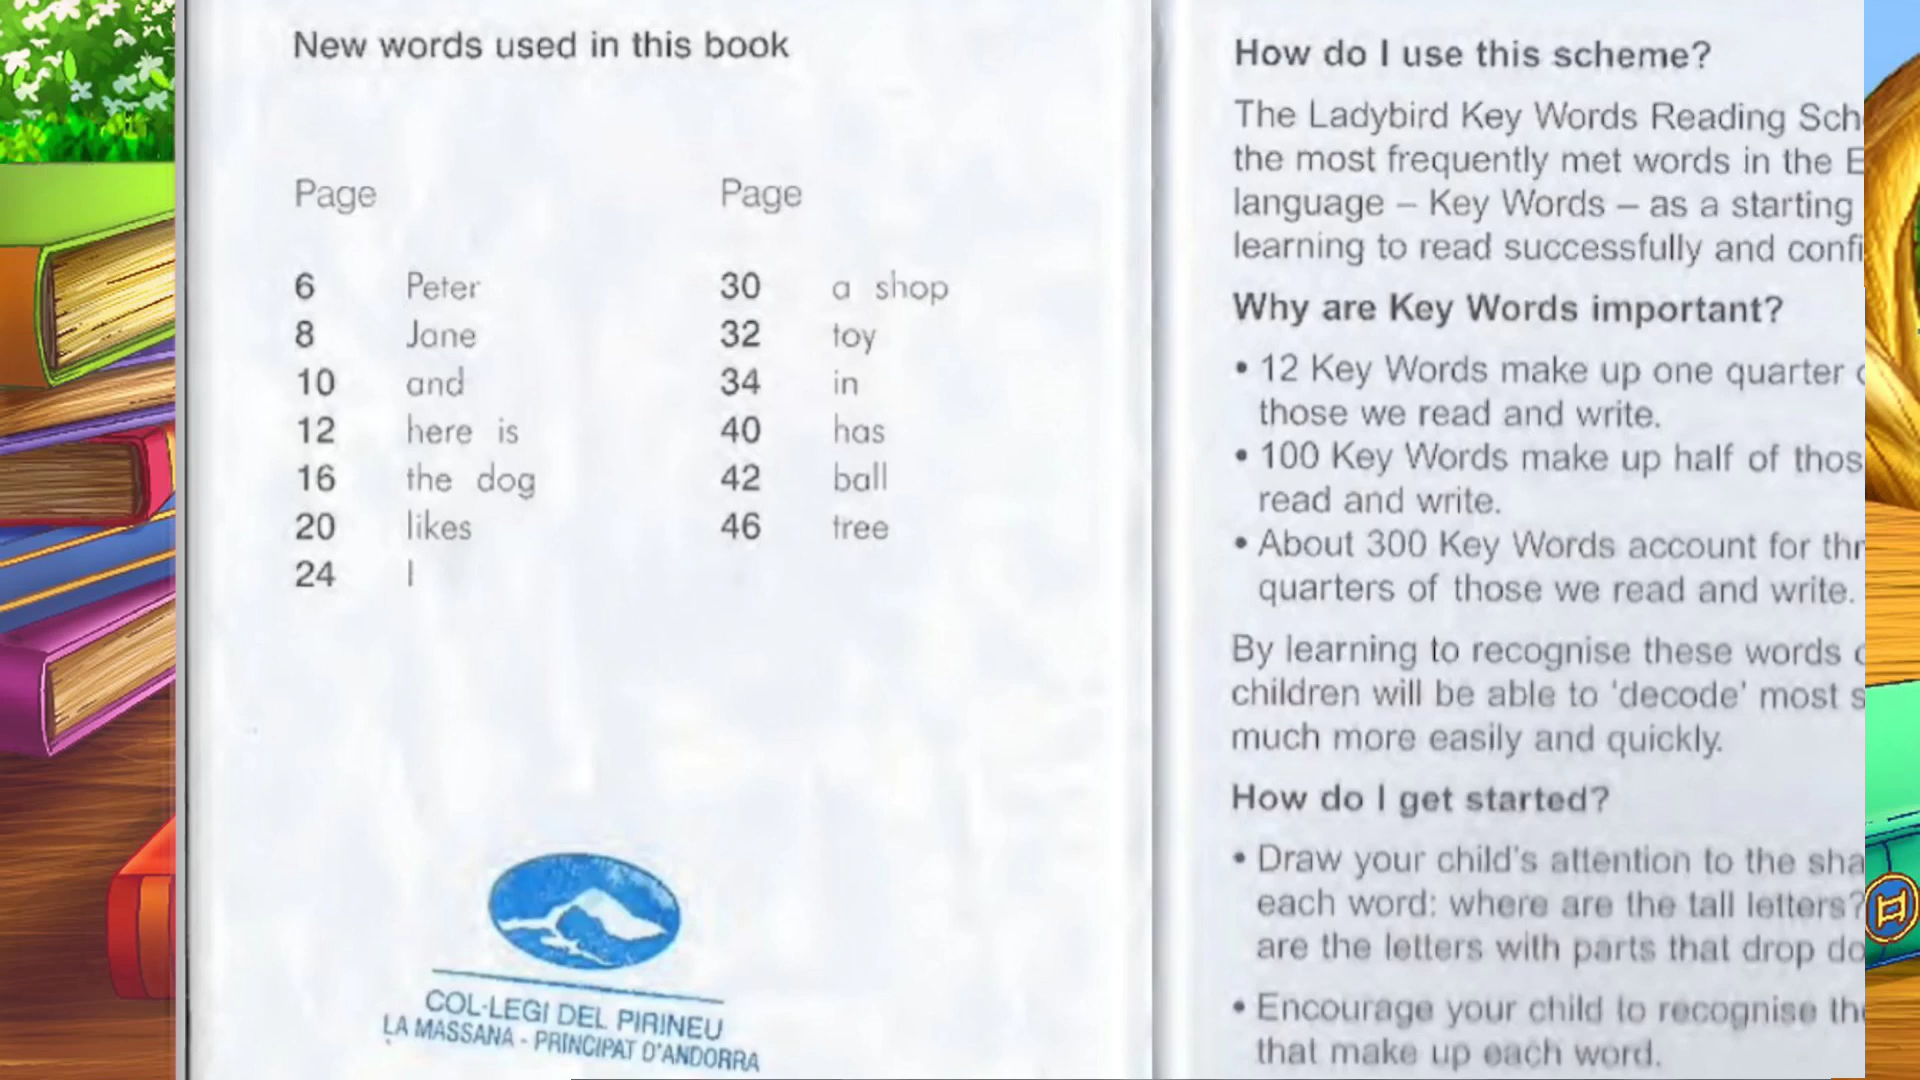 New words used in this book
Page
6 Peter
8 Jane
10 and
12 here is
16 the dog
20 likes
24 I
Page
30 a shop
32 toy
34 in
40 has
42 ball
46 tree
COL·LEGI DEL PIRINEU
LA MASSANA - PRINCIPAT D'ANDORRA
How do I use this scheme?
The Ladybird Key Words Reading Sch
the most frequently met words in the E
language – Key Words – as a starting
learning to read successfully and confi
Why are Key Words important?
• 12 Key Words make up one quarter
those we read and write.
• 100 Key Words make up half of thos
read and write.
• About 300 Key Words account for thr
quarters of those we read and write.
By learning to recognise these words
children will be able to 'decode' most s
much more easily and quickly.
How do I get started?
• Draw your child's attention to the sha
each word: where are the tall letters?
are the letters with parts that drop do
• Encourage your child to recognise the
that make up each word.